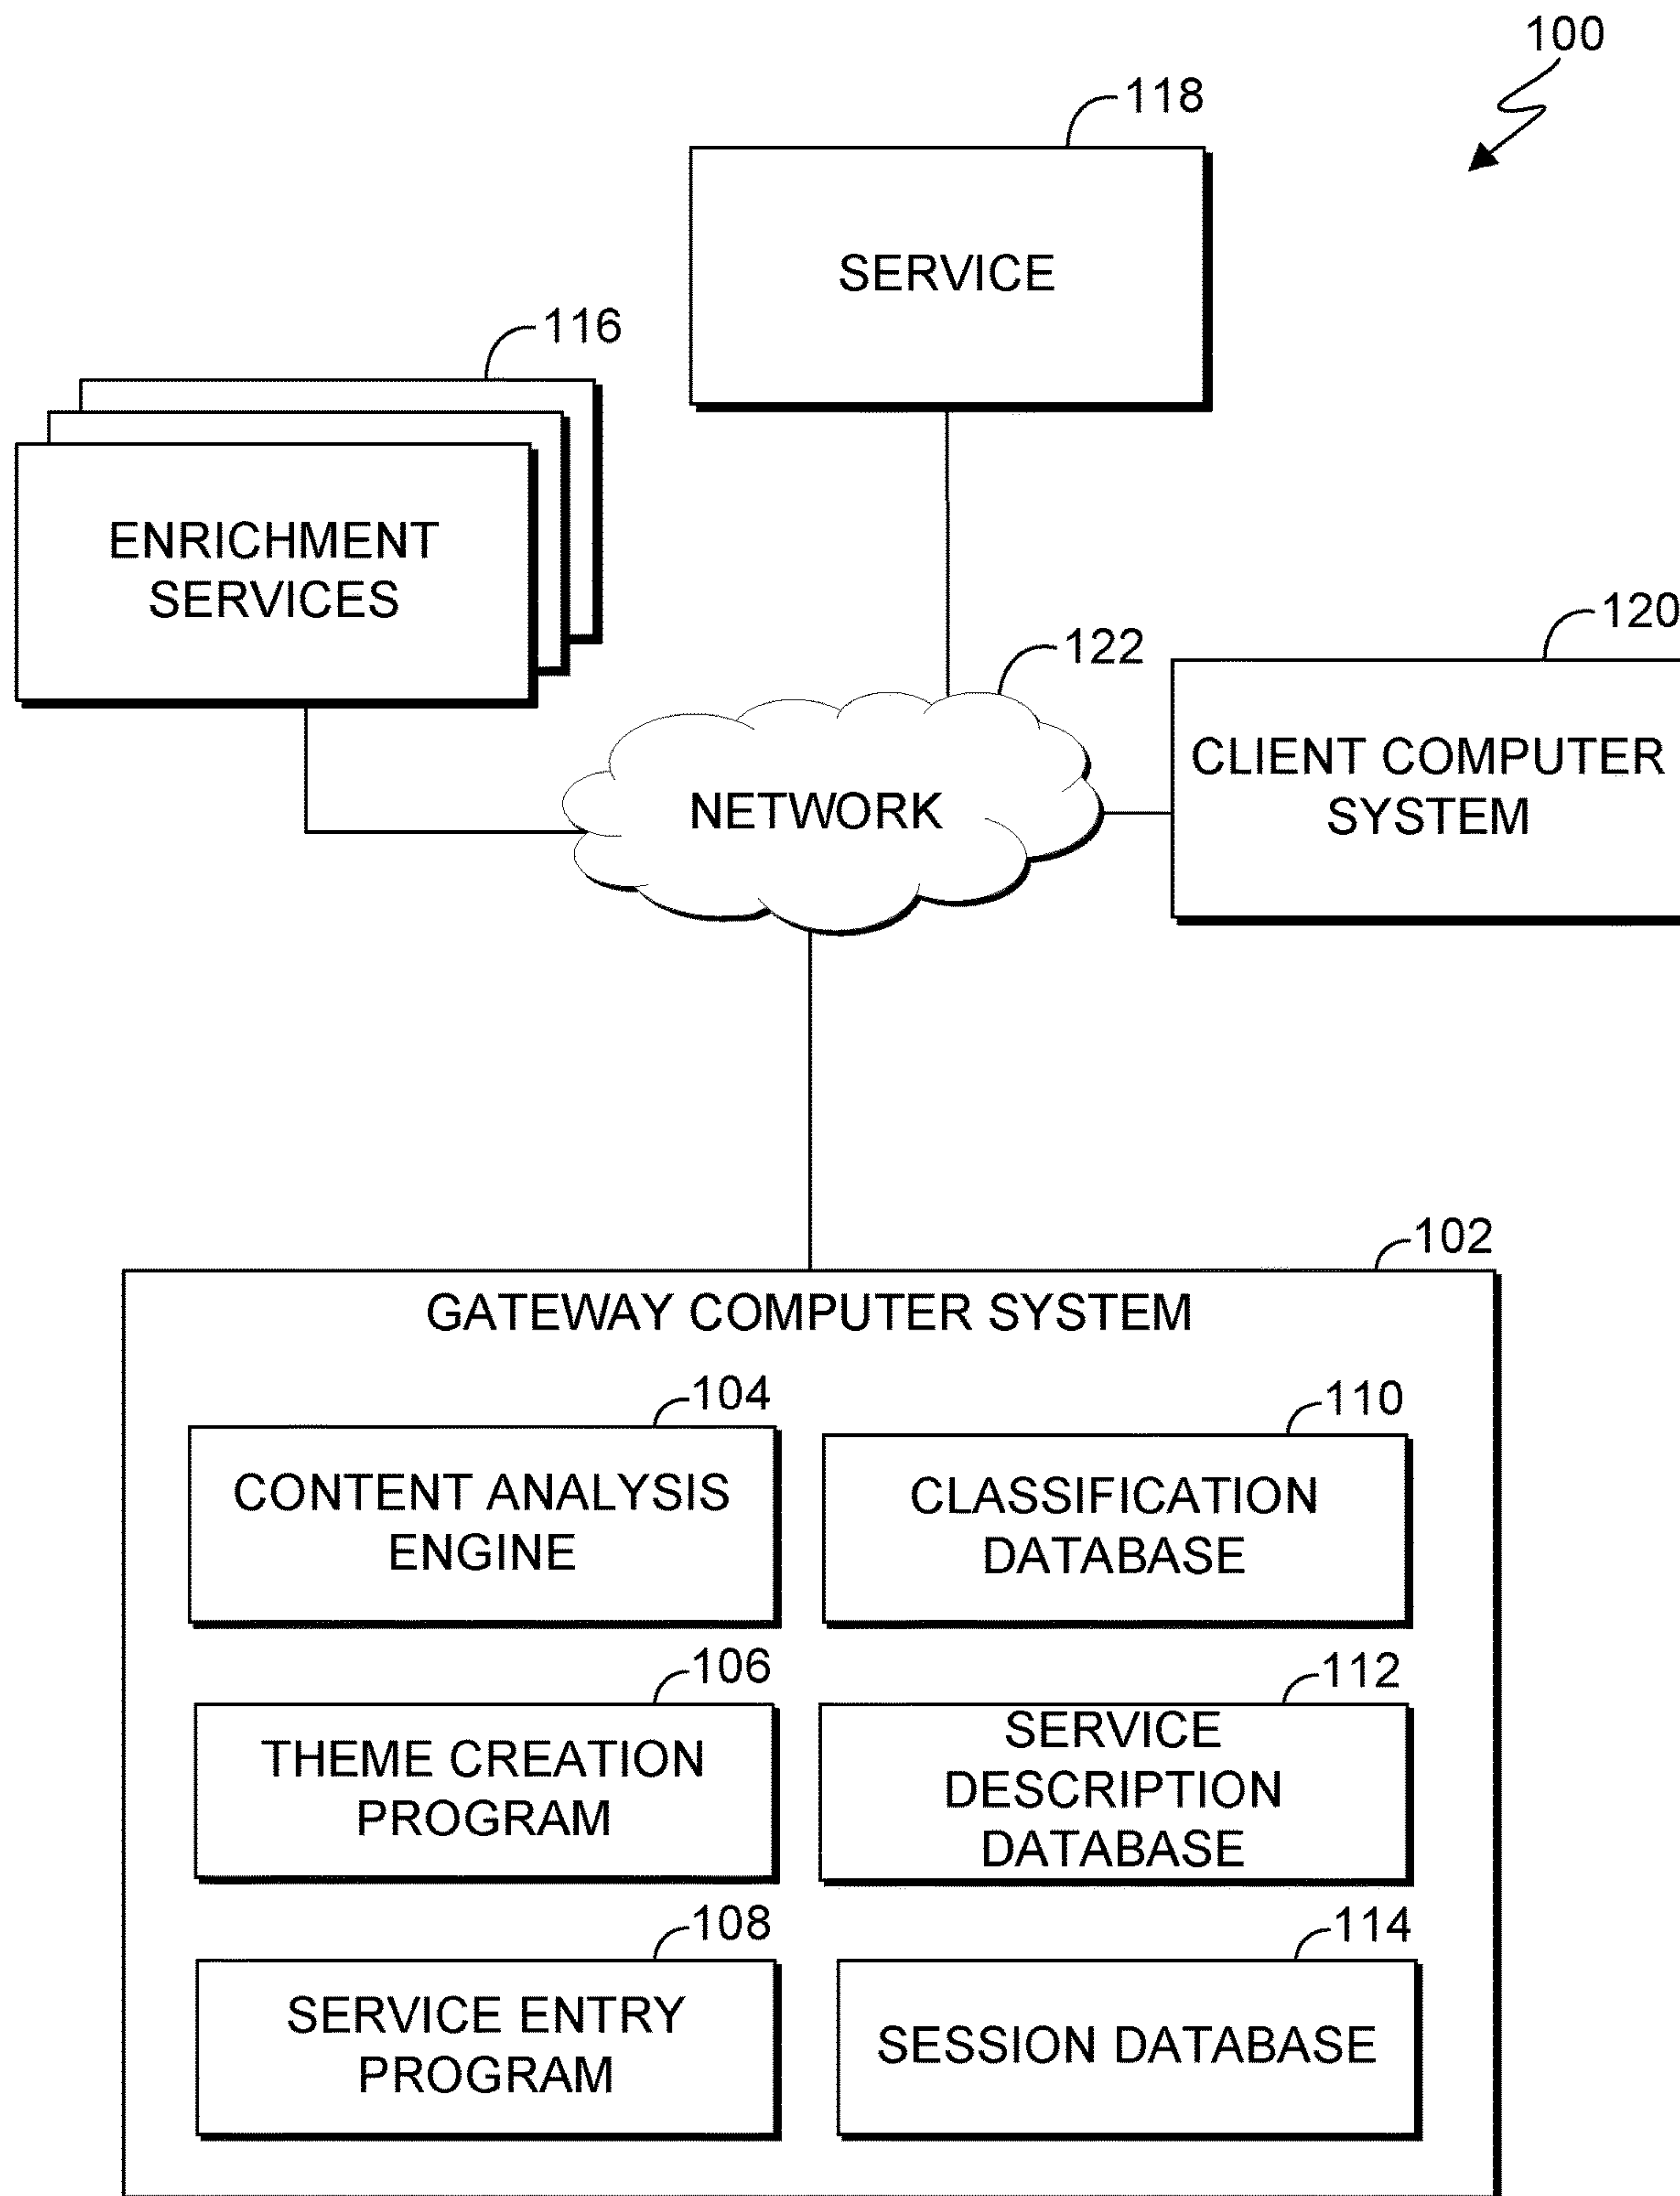 100
118
SERVICE
116
ENRICHMENT
SERVICES
120
122
CLIENT COMPUTER
SYSTEM
NETWORK
102
GATEWAY COMPUTER SYSTEM
104
CONTENT ANALYSIS
ENGINE
110
CLASSIFICATION
DATABASE
106
THEME CREATION
PROGRAM
112
SERVICE
DESCRIPTION
DATABASE
108
SERVICE ENTRY
PROGRAM
114
SESSION DATABASE